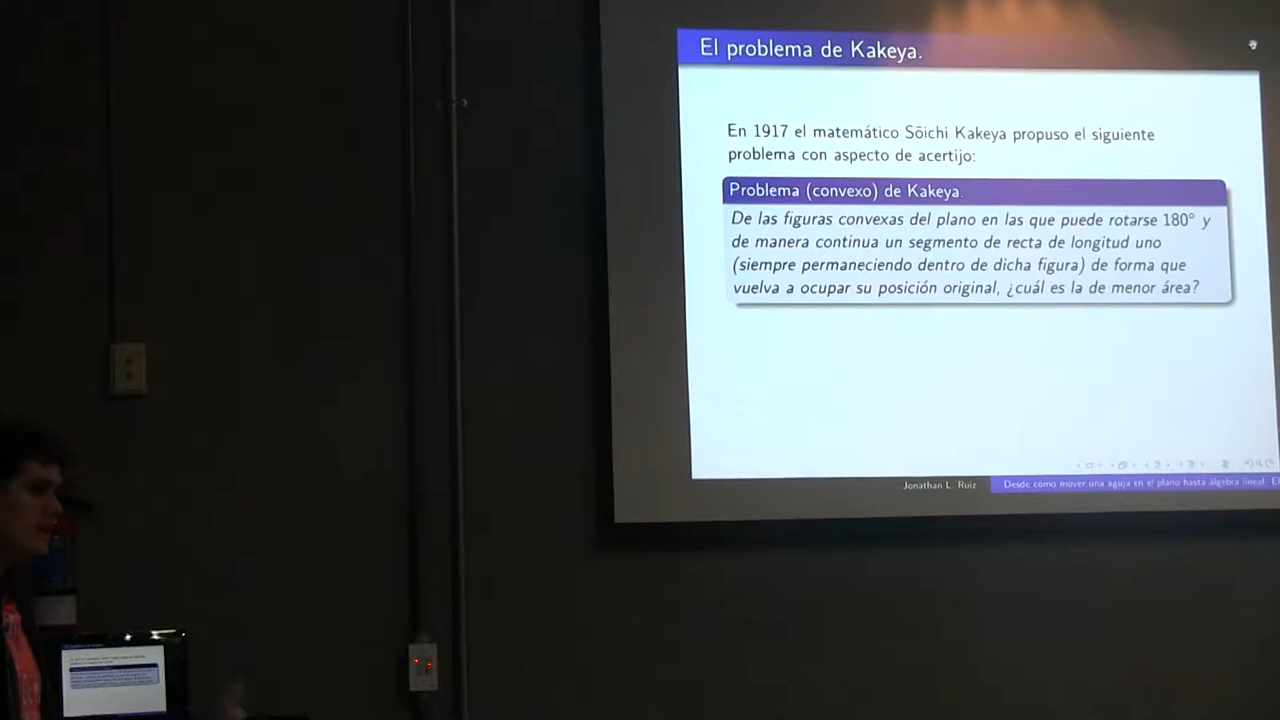 El problema de Kakeya.
En 1917 el matemático Sōichi Kakeya propuso el siguiente
problema con aspecto de acertijo:
Problema (convexo) de Kakeya.
De las figuras convexas del plano en las que puede rotarse 180° y
de manera continua un segmento de recta de longitud uno
(siempre permaneciendo dentro de dicha figura) de forma que
vuelva a ocupar su posición original, ¿cuál es la de menor área?
Jonathan L. Ruiz
Desde cómo mover una aguja en el plano hasta álgebra lineal.